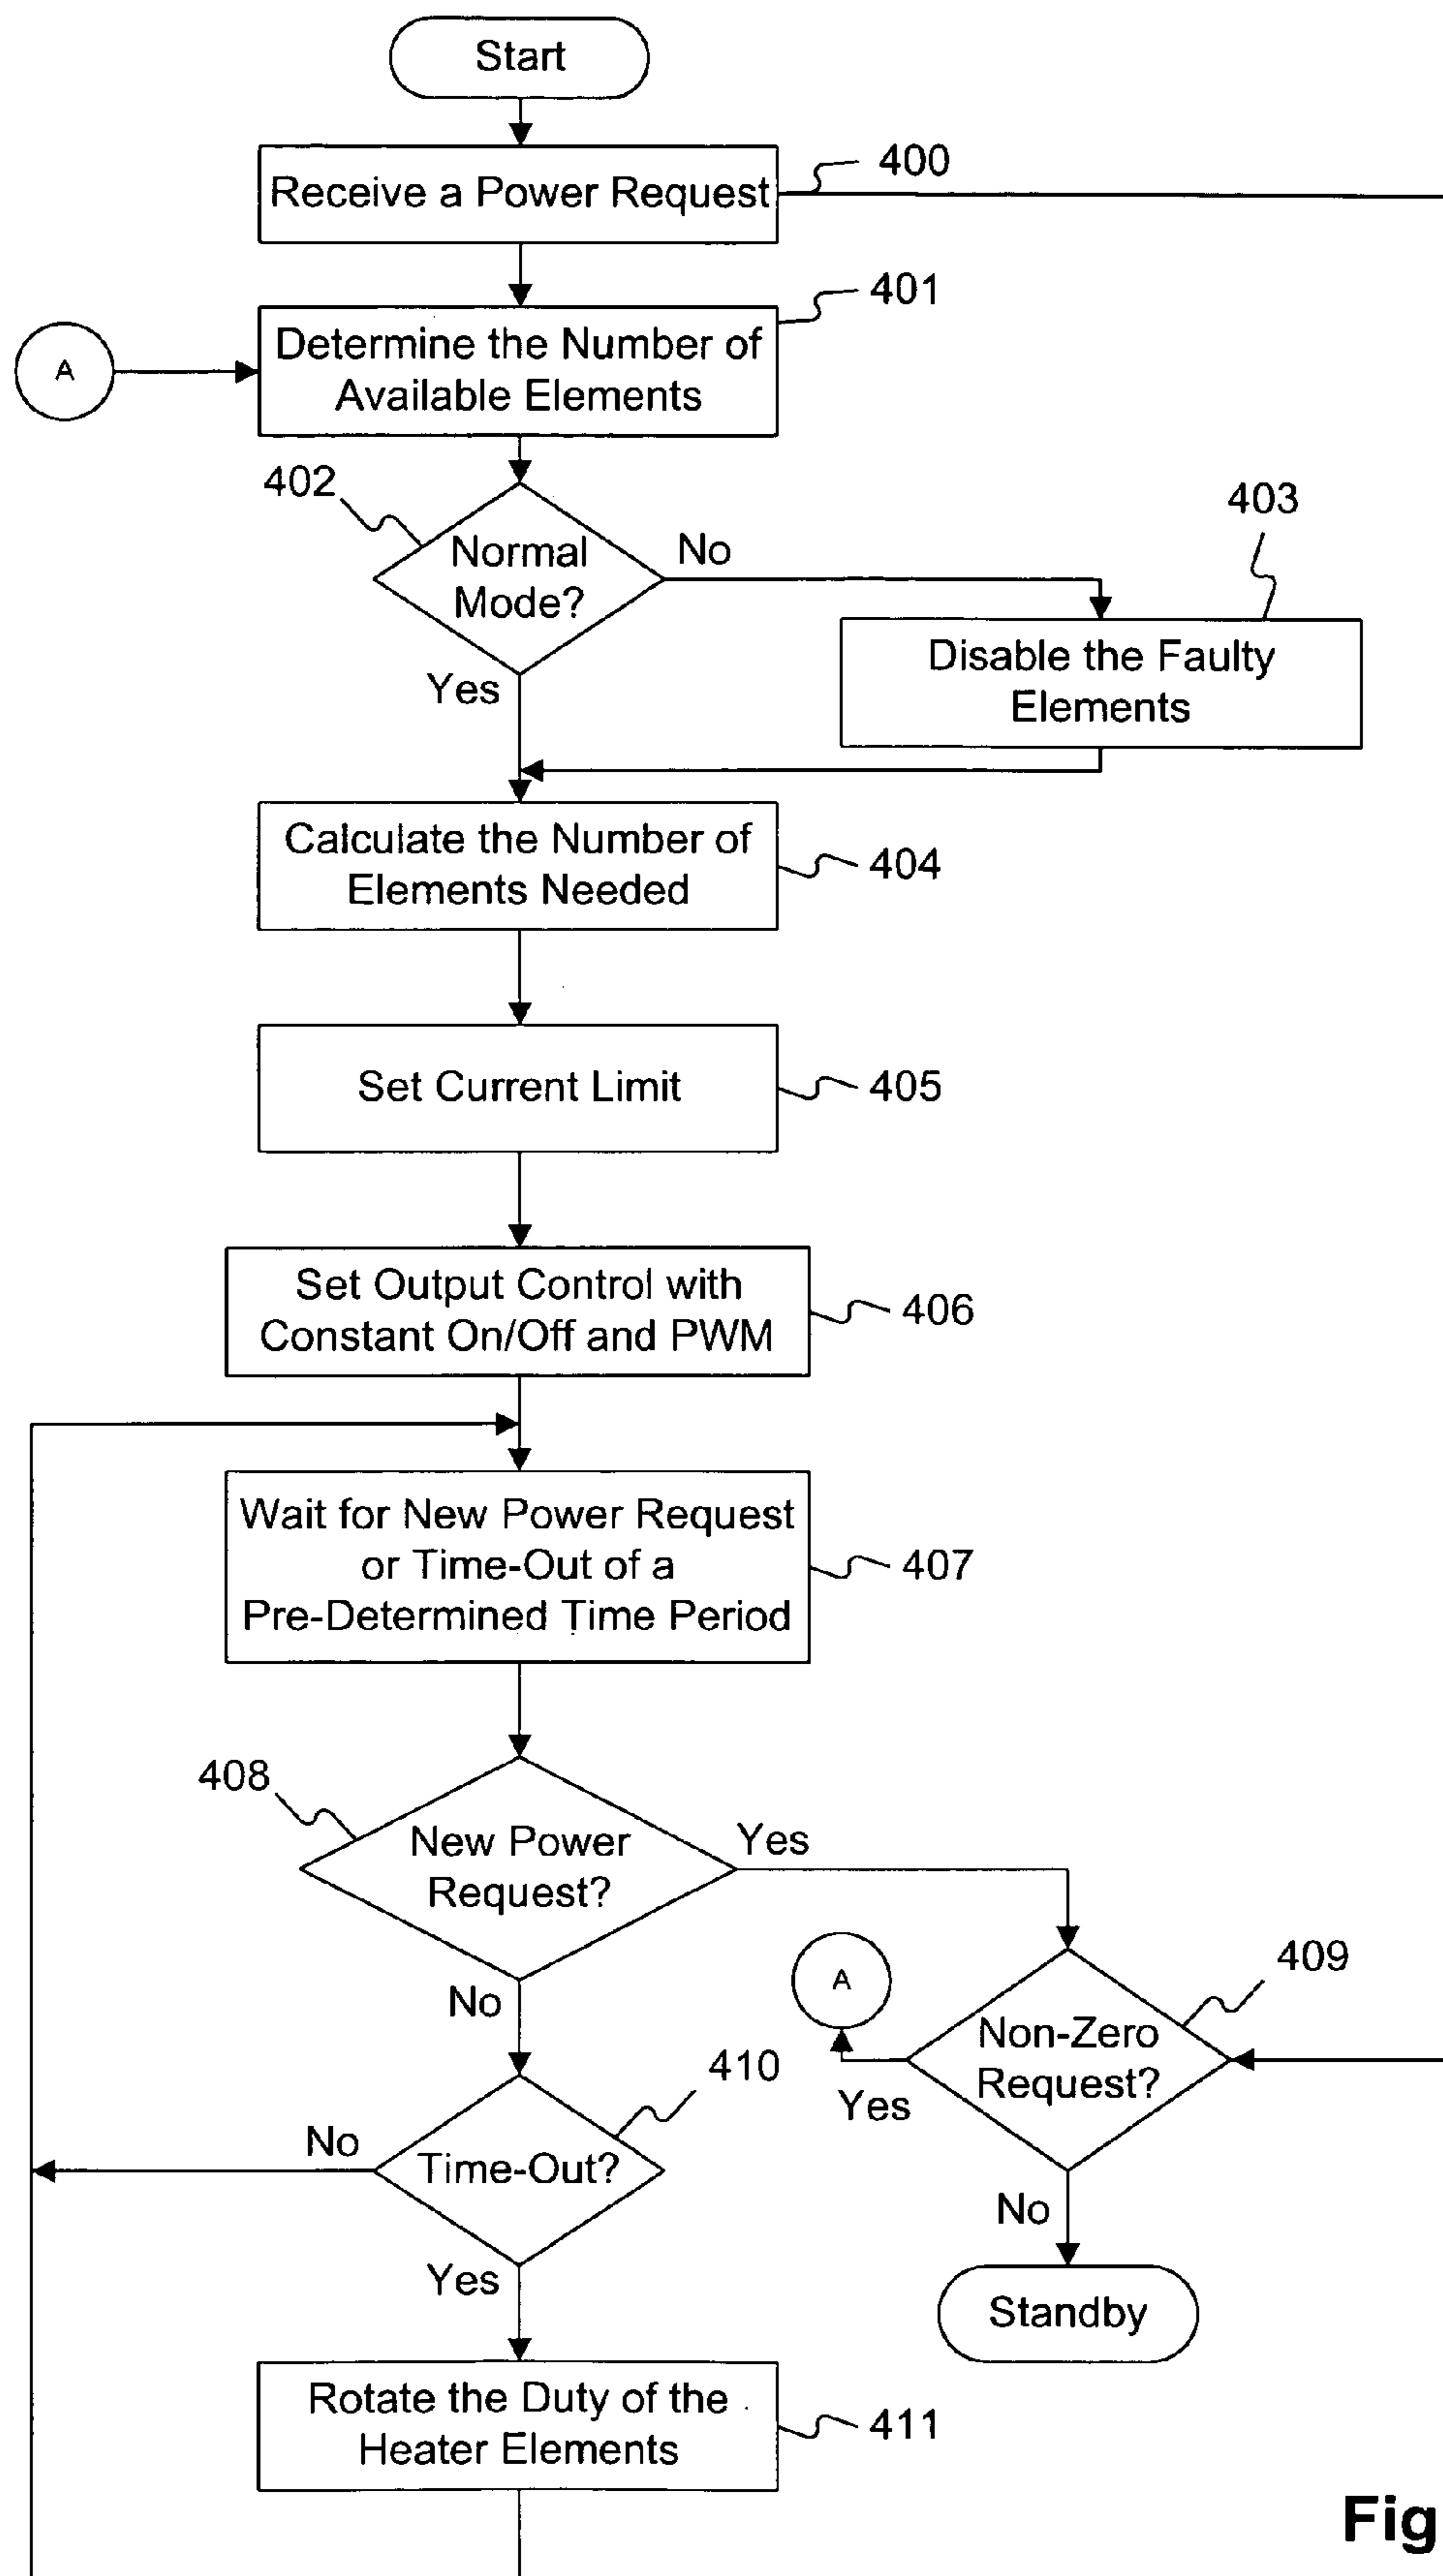 Start
Receive a Power Request
400
Determine the Number of
Available Elements
401
A
402
Normal
Mode?
No
Yes
403
Disable the Faulty
Elements
Calculate the Number of
Elements Needed
404
Set Current Limit
405
Set Output Control with
Constant On/Off and PWM
406
Wait for New Power Request
or Time-Out of a
Pre-Determined Time Period
407
408
New Power
Request?
Yes
No
A
409
Non-Zero
Request?
Yes
No
Standby
410
Time-Out?
No
Yes
Rotate the Duty of the
Heater Elements
411
Fig